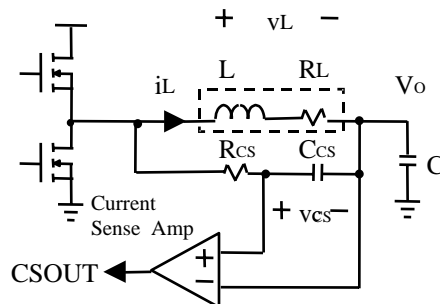 + vL −
iL L RL Vo
Rcs Ccs C
+ vcs −
Current
Sense Amp
+
CSOUT
−